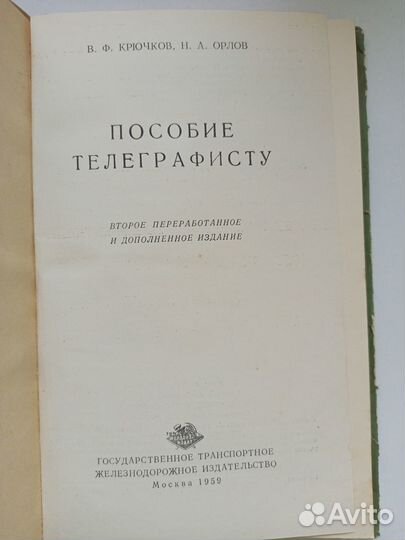 В. Ф. КРЮЧКОВ, Н. А. ОРЛОВ
ПОСОБИЕ
ТЕЛЕГРАФИСТУ
ВТОРОЕ ПЕРЕРАБОТАННОЕ
И ДОПОЛНЕННОЕ ИЗДАНИЕ
ГОСУДАРСТВЕННОЕ ТРАНСПОРТНОЕ
ЖЕЛЕЗНОДОРОЖНОЕ ИЗДАТЕЛЬСТВО
Москва 1959
Avito